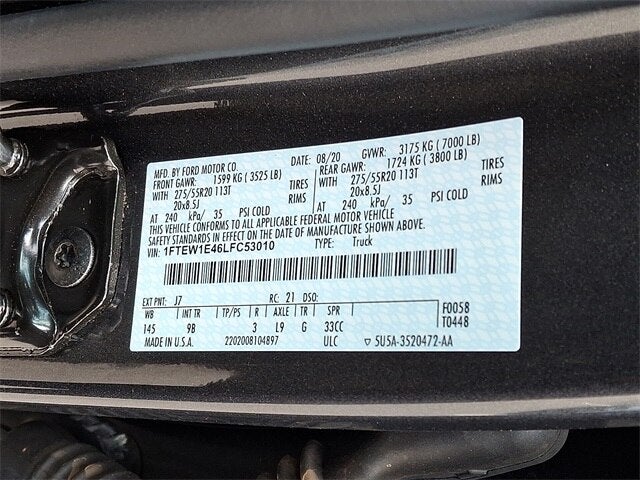 MFD. BY FORD MOTOR CO. DATE: 08/20 GVWR: 3175 KG ( 7000 LB)
FRONT GAWR: 1599 KG ( 3525 LB) REAR GAWR: 1724 KG ( 3800 LB)
WITH 275/55R20 113T TIRES WITH 275/55R20 113T TIRES
20x8.5J RIMS 20x8.5J RIMS
AT 240 kPa/ 35 PSI COLD AT 240 kPa/ 35 PSI COLD
THIS VEHICLE CONFORMS TO ALL APPLICABLE FEDERAL MOTOR VEHICLE
SAFETY STANDARDS IN EFFECT ON THE DATE OF MANUFACTURE SHOWN ABOVE.
VIN: 1FTEW1E46LFC53010 TYPE: Truck
EXT PNT: J7 RC: 21 DSO:
WB INT TR TP/PS R AXLE TR SPR F0058
145 9B 3 L9 G 33CC T0448
MADE IN U.S.A. 2202008104897 ULC ▽ 5U5A-3520472-AA